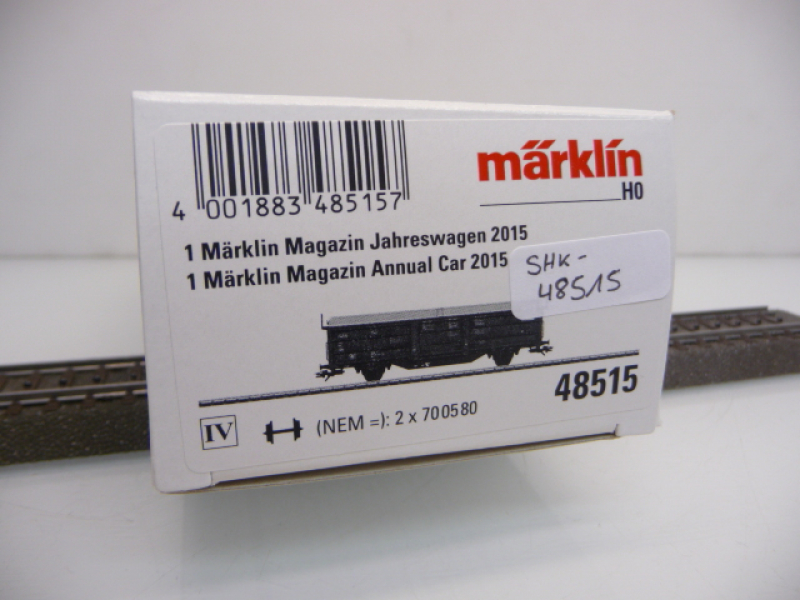 märklin
H0
4 001883 485157
1 Märklin Magazin Jahreswagen 2015
1 Märklin Magazin Annual Car 2015
SHK-
48515
48515
IV
(NEM =): 2 x 700580